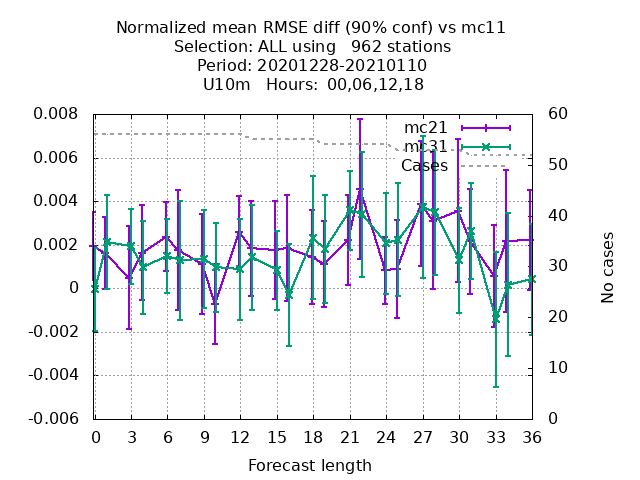 Normalized mean RMSE diff (90% conf) vs mc11
Selection: ALL using   962 stations
Period: 20201228-20210110
U10m   Hours: 00,06,12,18
mc21
mc31
Cases
0.008
0.006
0.004
0.002
0
-0.002
-0.004
-0.006
60
50
40
30
20
10
0
No cases
0 3 6 9 12 15 18 21 24 27 30 33 36
Forecast length